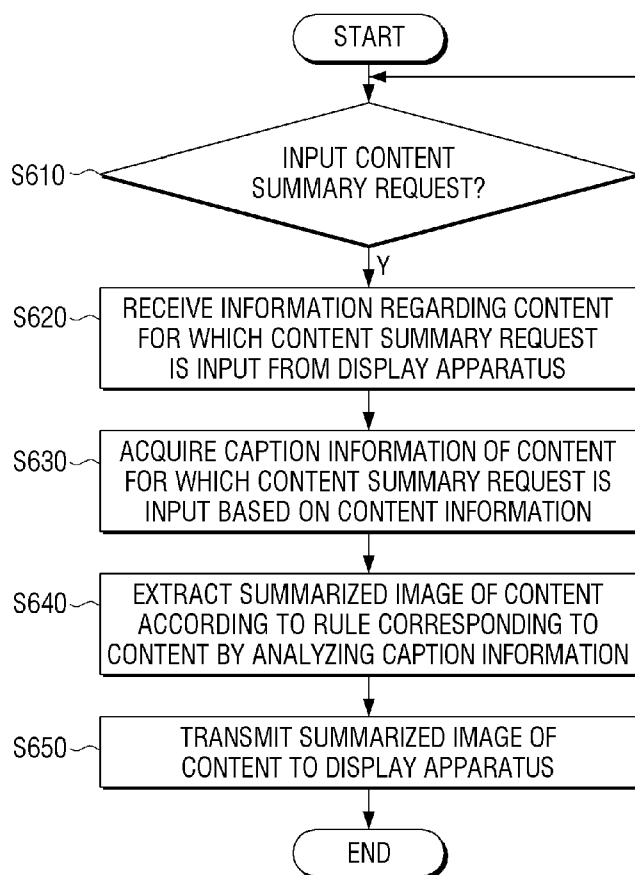 START
S610
INPUT CONTENT
SUMMARY REQUEST?
Y
S620
RECEIVE INFORMATION REGARDING CONTENT
FOR WHICH CONTENT SUMMARY REQUEST
IS INPUT FROM DISPLAY APPARATUS
S630
ACQUIRE CAPTION INFORMATION OF CONTENT
FOR WHICH CONTENT SUMMARY REQUEST IS
INPUT BASED ON CONTENT INFORMATION
S640
EXTRACT SUMMARIZED IMAGE OF CONTENT
ACCORDING TO RULE CORRESPONDING TO
CONTENT BY ANALYZING CAPTION INFORMATION
S650
TRANSMIT SUMMARIZED IMAGE OF
CONTENT TO DISPLAY APPARATUS
END